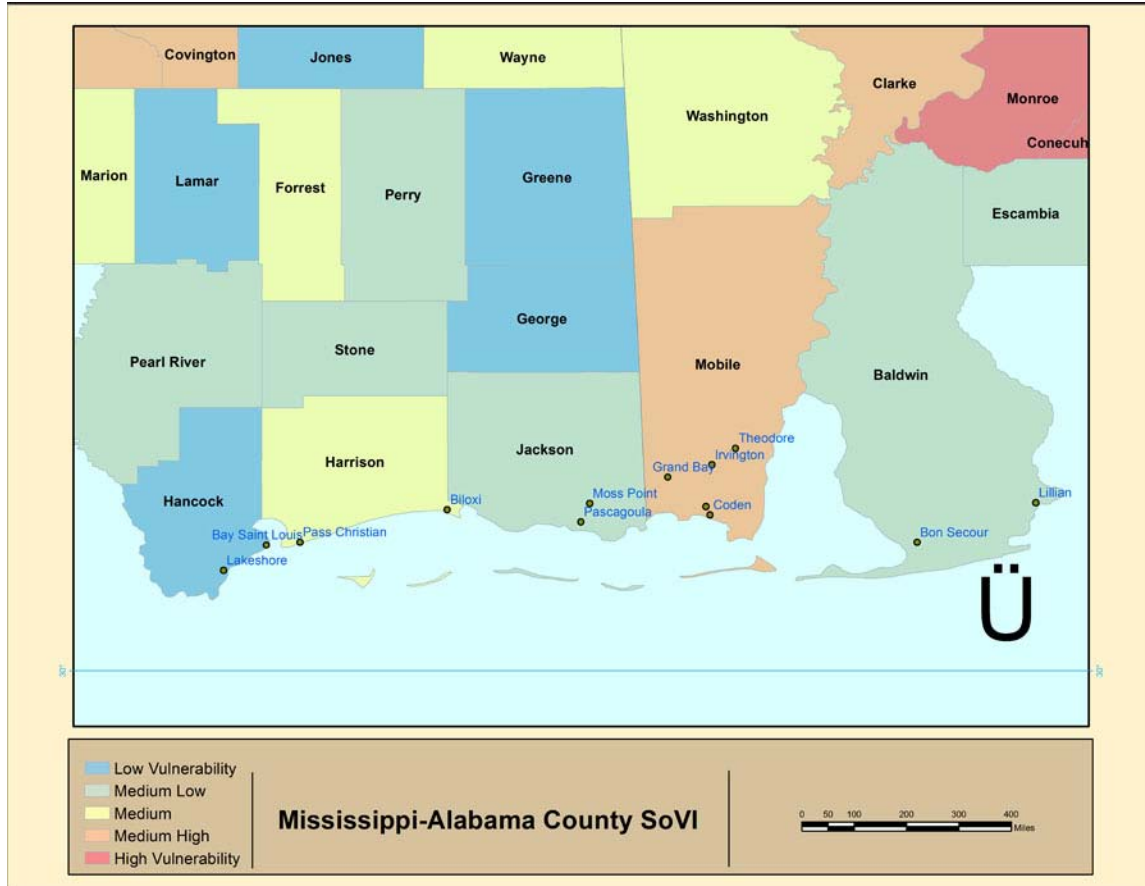 Covington
Jones
Wayne
Clarke
Monroe
Washington
Conecuh
Marion
Lamar
Forrest
Perry
Greene
Escambia
George
Stone
Pearl River
Mobile
Baldwin
Theodore
Jackson
Irvington
Harrison
Grand Bay
Hancock
Biloxi
Moss Point
Coden
Lillian
Pascagoula
Bay Saint Louis
Pass Christian
Bon Secour
Lakeshore
Ü
30°
30°
Low Vulnerability
Medium Low
Medium
Medium High
High Vulnerability
Mississippi-Alabama County SoVI
0 50 100 200 300 400
Miles